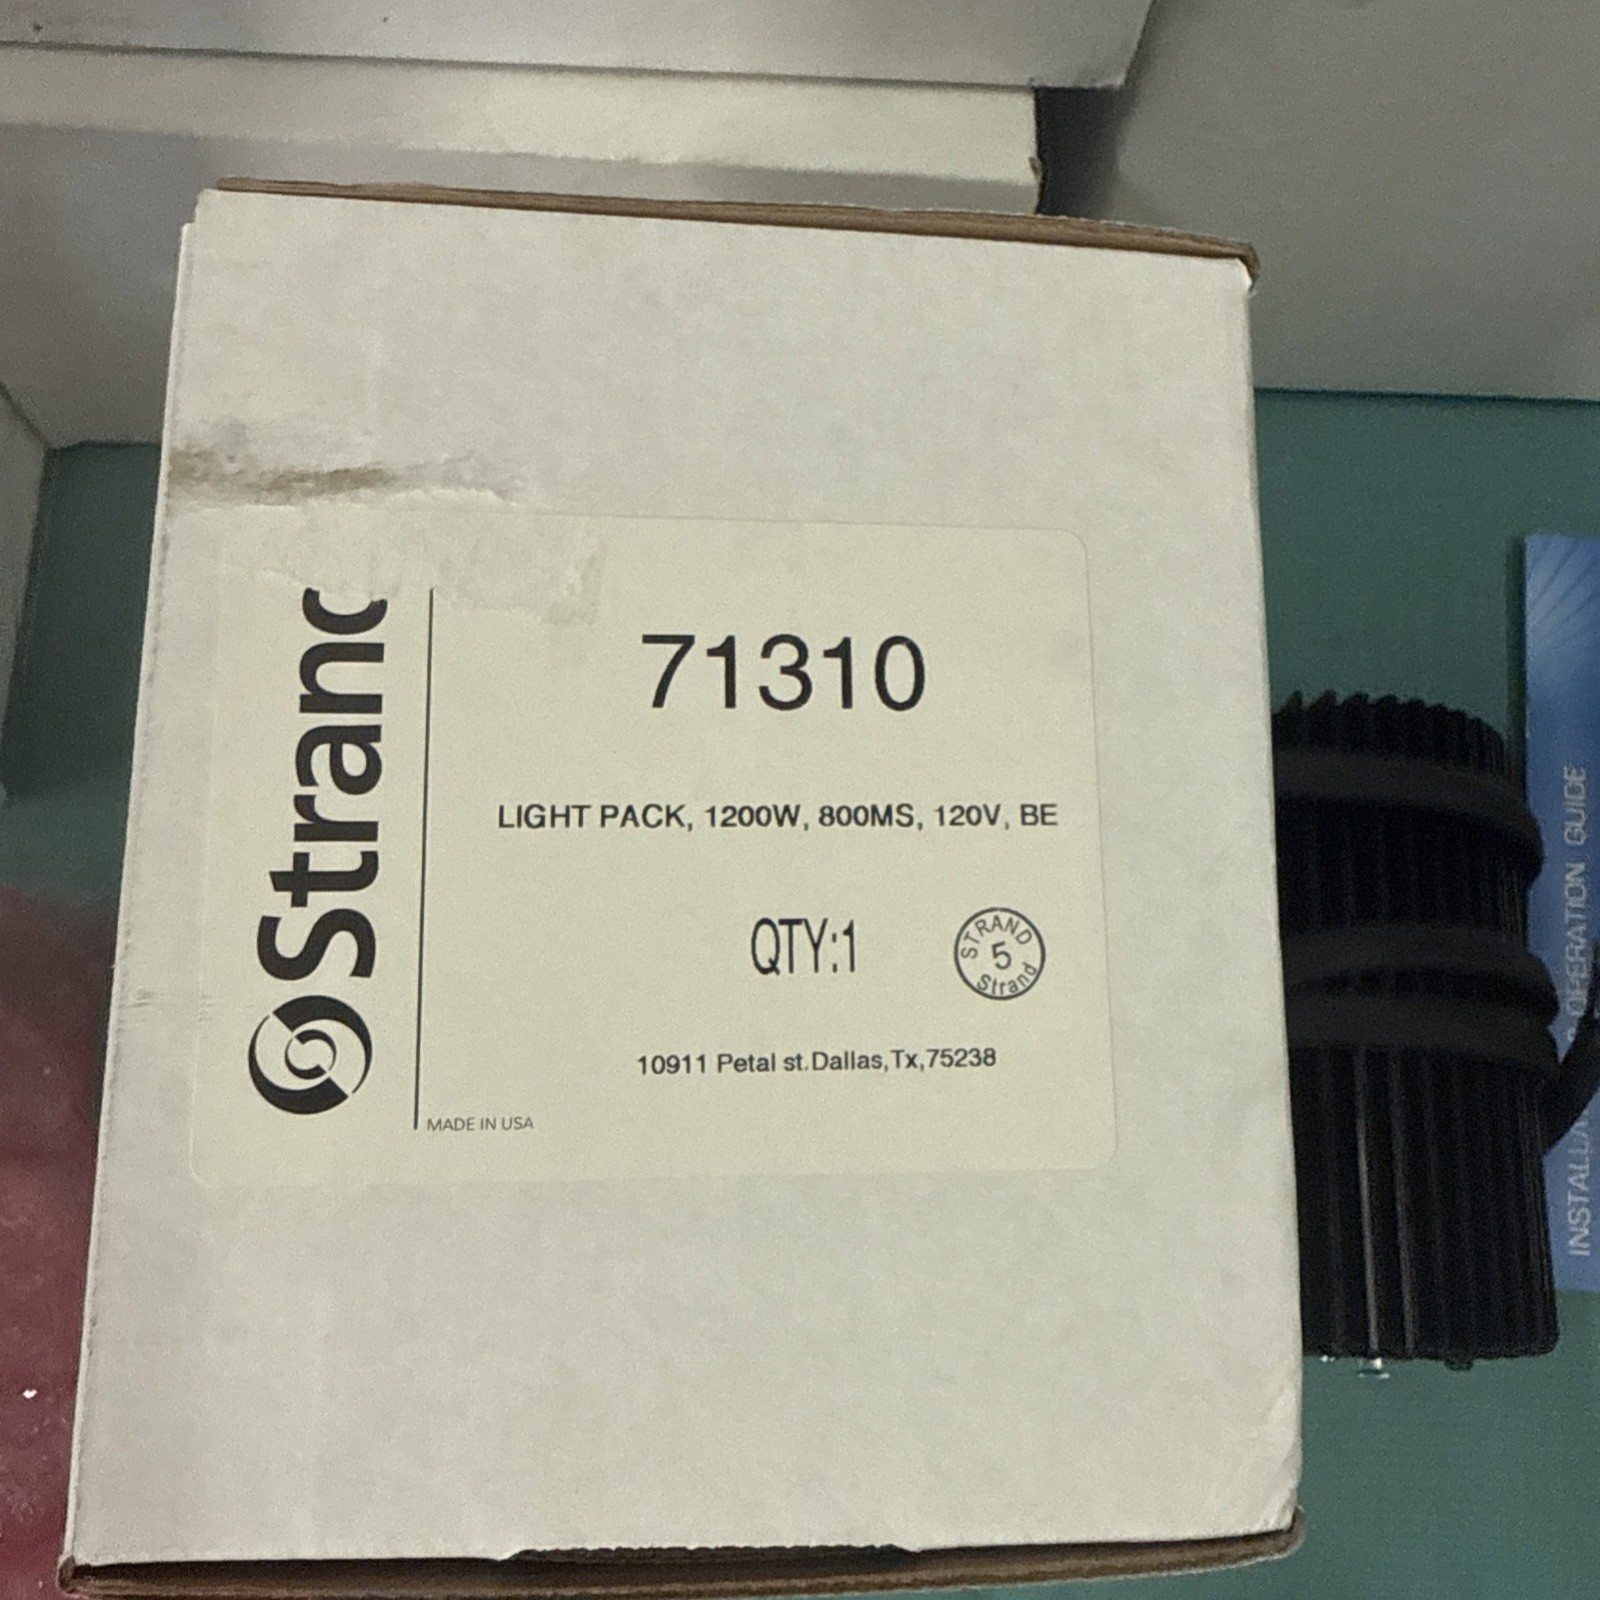 Stranc
71310
LIGHT PACK, 1200W, 800MS, 120V, BE
QTY:1
STRAND
5
Strand
10911 Petal st.Dallas,Tx,75238
MADE IN USA
OPERATION GUIDE